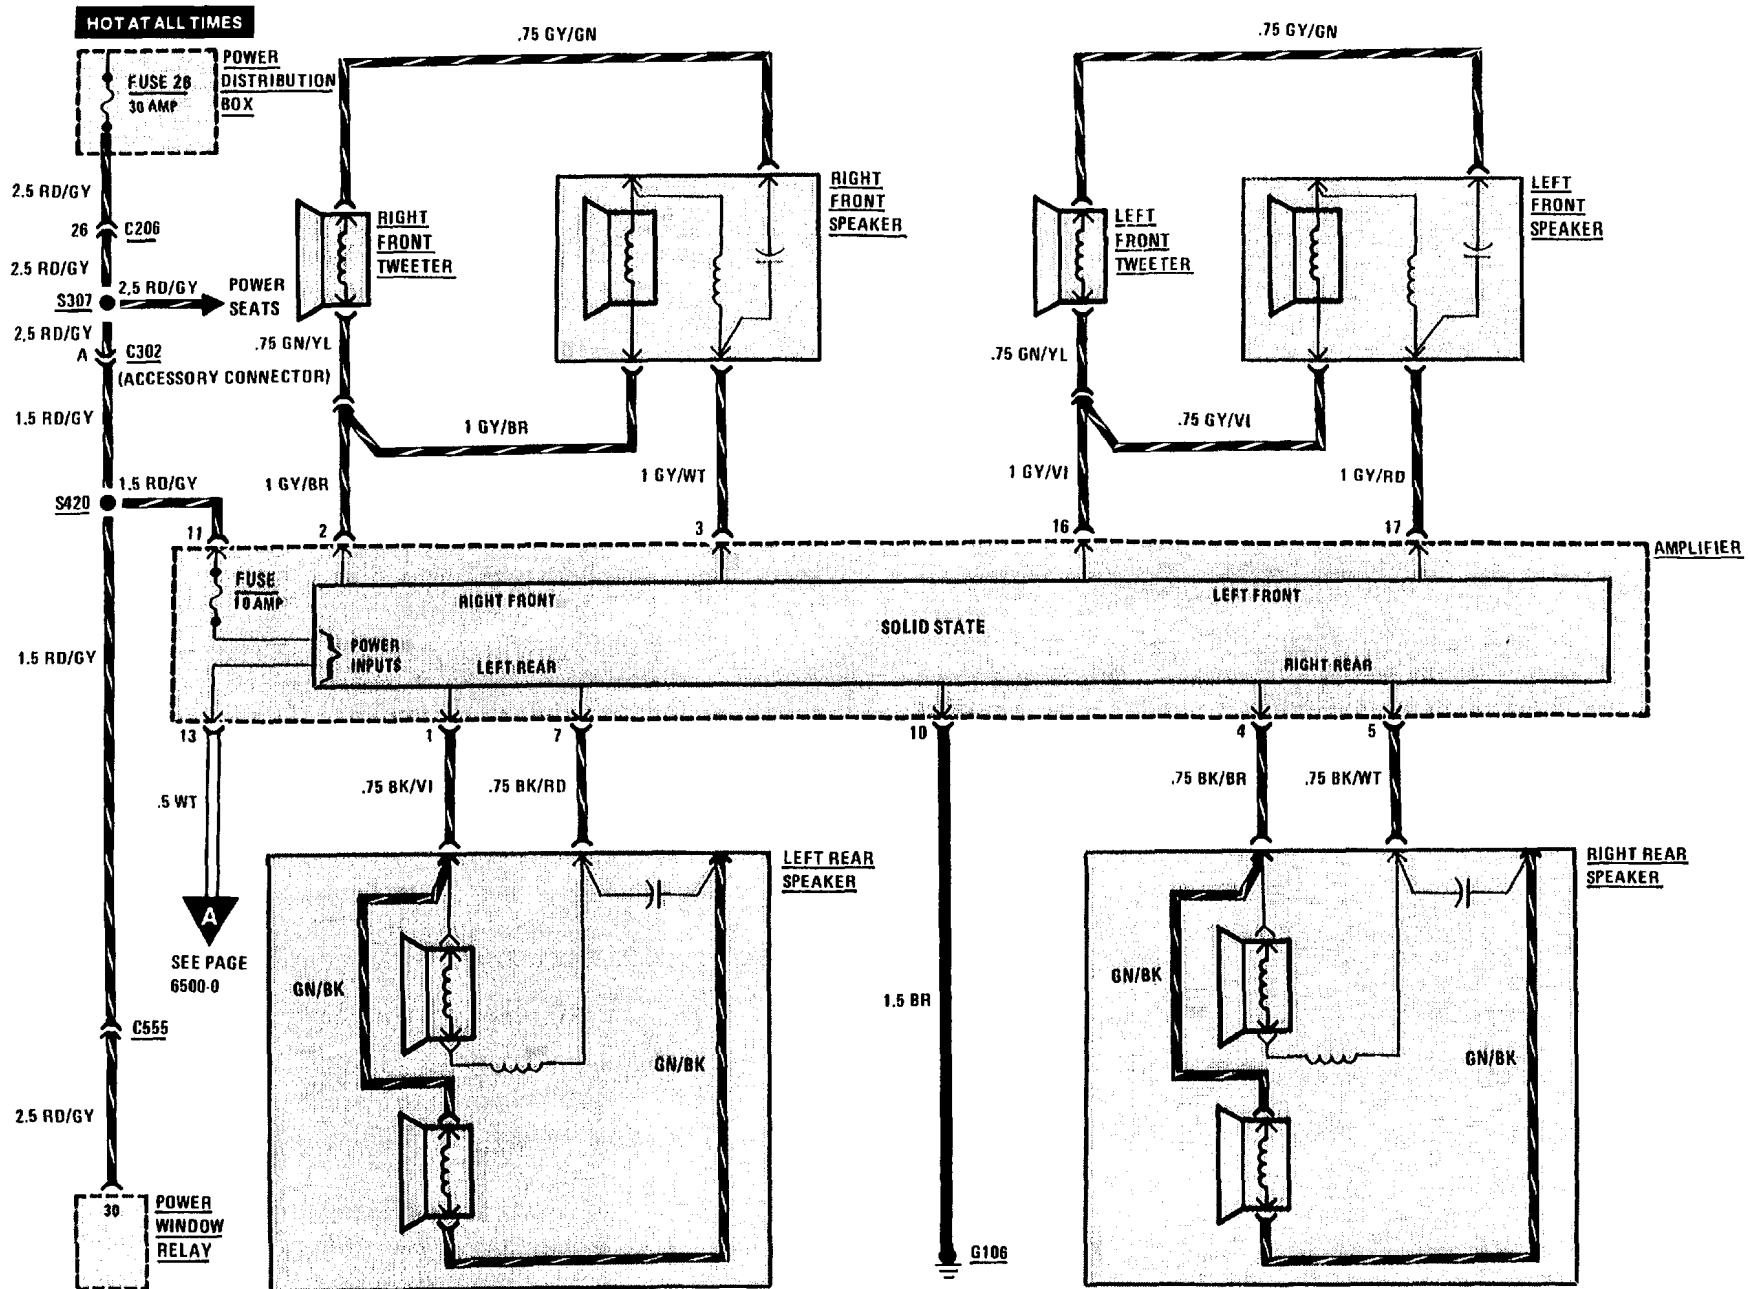 HOT AT ALL TIMES
POWER
DISTRIBUTION
BOX
FUSE 28
30 AMP
.75 GY/GN
.75 GY/GN
2.5 RD/GY
26
C206
2.5 RD/GY
S307
2,5 RD/GY
POWER
SEATS
2,5 RD/GY
A
C302
(ACCESSORY CONNECTOR)
1.5 RD/GY
RIGHT
FRONT
TWEETER
RIGHT
FRONT
SPEAKER
LEFT
FRONT
TWEETER
LEFT
FRONT
SPEAKER
.75 GN/YL
1 GY/BR
.75 GN/YL
.75 GY/VI
S420
1.5 RD/GY
1 GY/BR
1 GY/WT
1 GY/VI
1 GY/RD
11
2
3
16
17
AMPLIFIER
FUSE
10 AMP
RIGHT FRONT
LEFT FRONT
SOLID STATE
POWER
INPUTS
LEFT REAR
RIGHT REAR
1.5 RD/GY
13
1
7
10
4
5
.5 WT
.75 BK/VI
.75 BK/RD
.75 BK/BR
.75 BK/WT
LEFT REAR
SPEAKER
RIGHT REAR
SPEAKER
A
SEE PAGE
6500-0
GN/BK
GN/BK
1.5 BR
GN/BK
GN/BK
C555
2.5 RD/GY
30
POWER
WINDOW
RELAY
G106